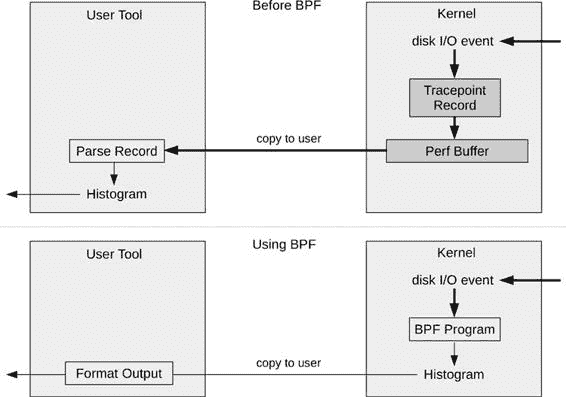 User Tool
Before BPF
Kernel
disk I/O event
Tracepoint
Record
copy to user
Parse Record
Perf Buffer
Histogram
User Tool
Using BPF
Kernel
disk I/O event
BPF Program
copy to user
Format Output
Histogram